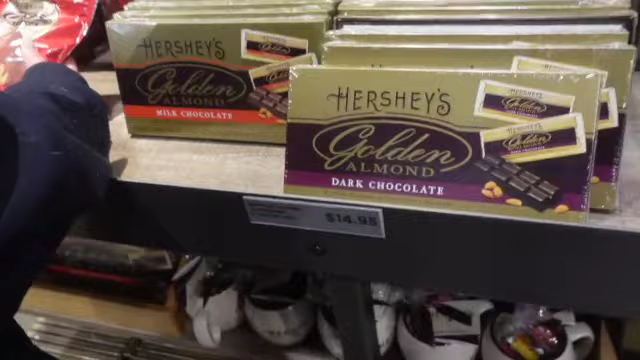 HERSHEY'S
Golden
ALMOND
MILK CHOCOLATE
HERSHEY'S
Golden
ALMOND
DARK CHOCOLATE
$14.95